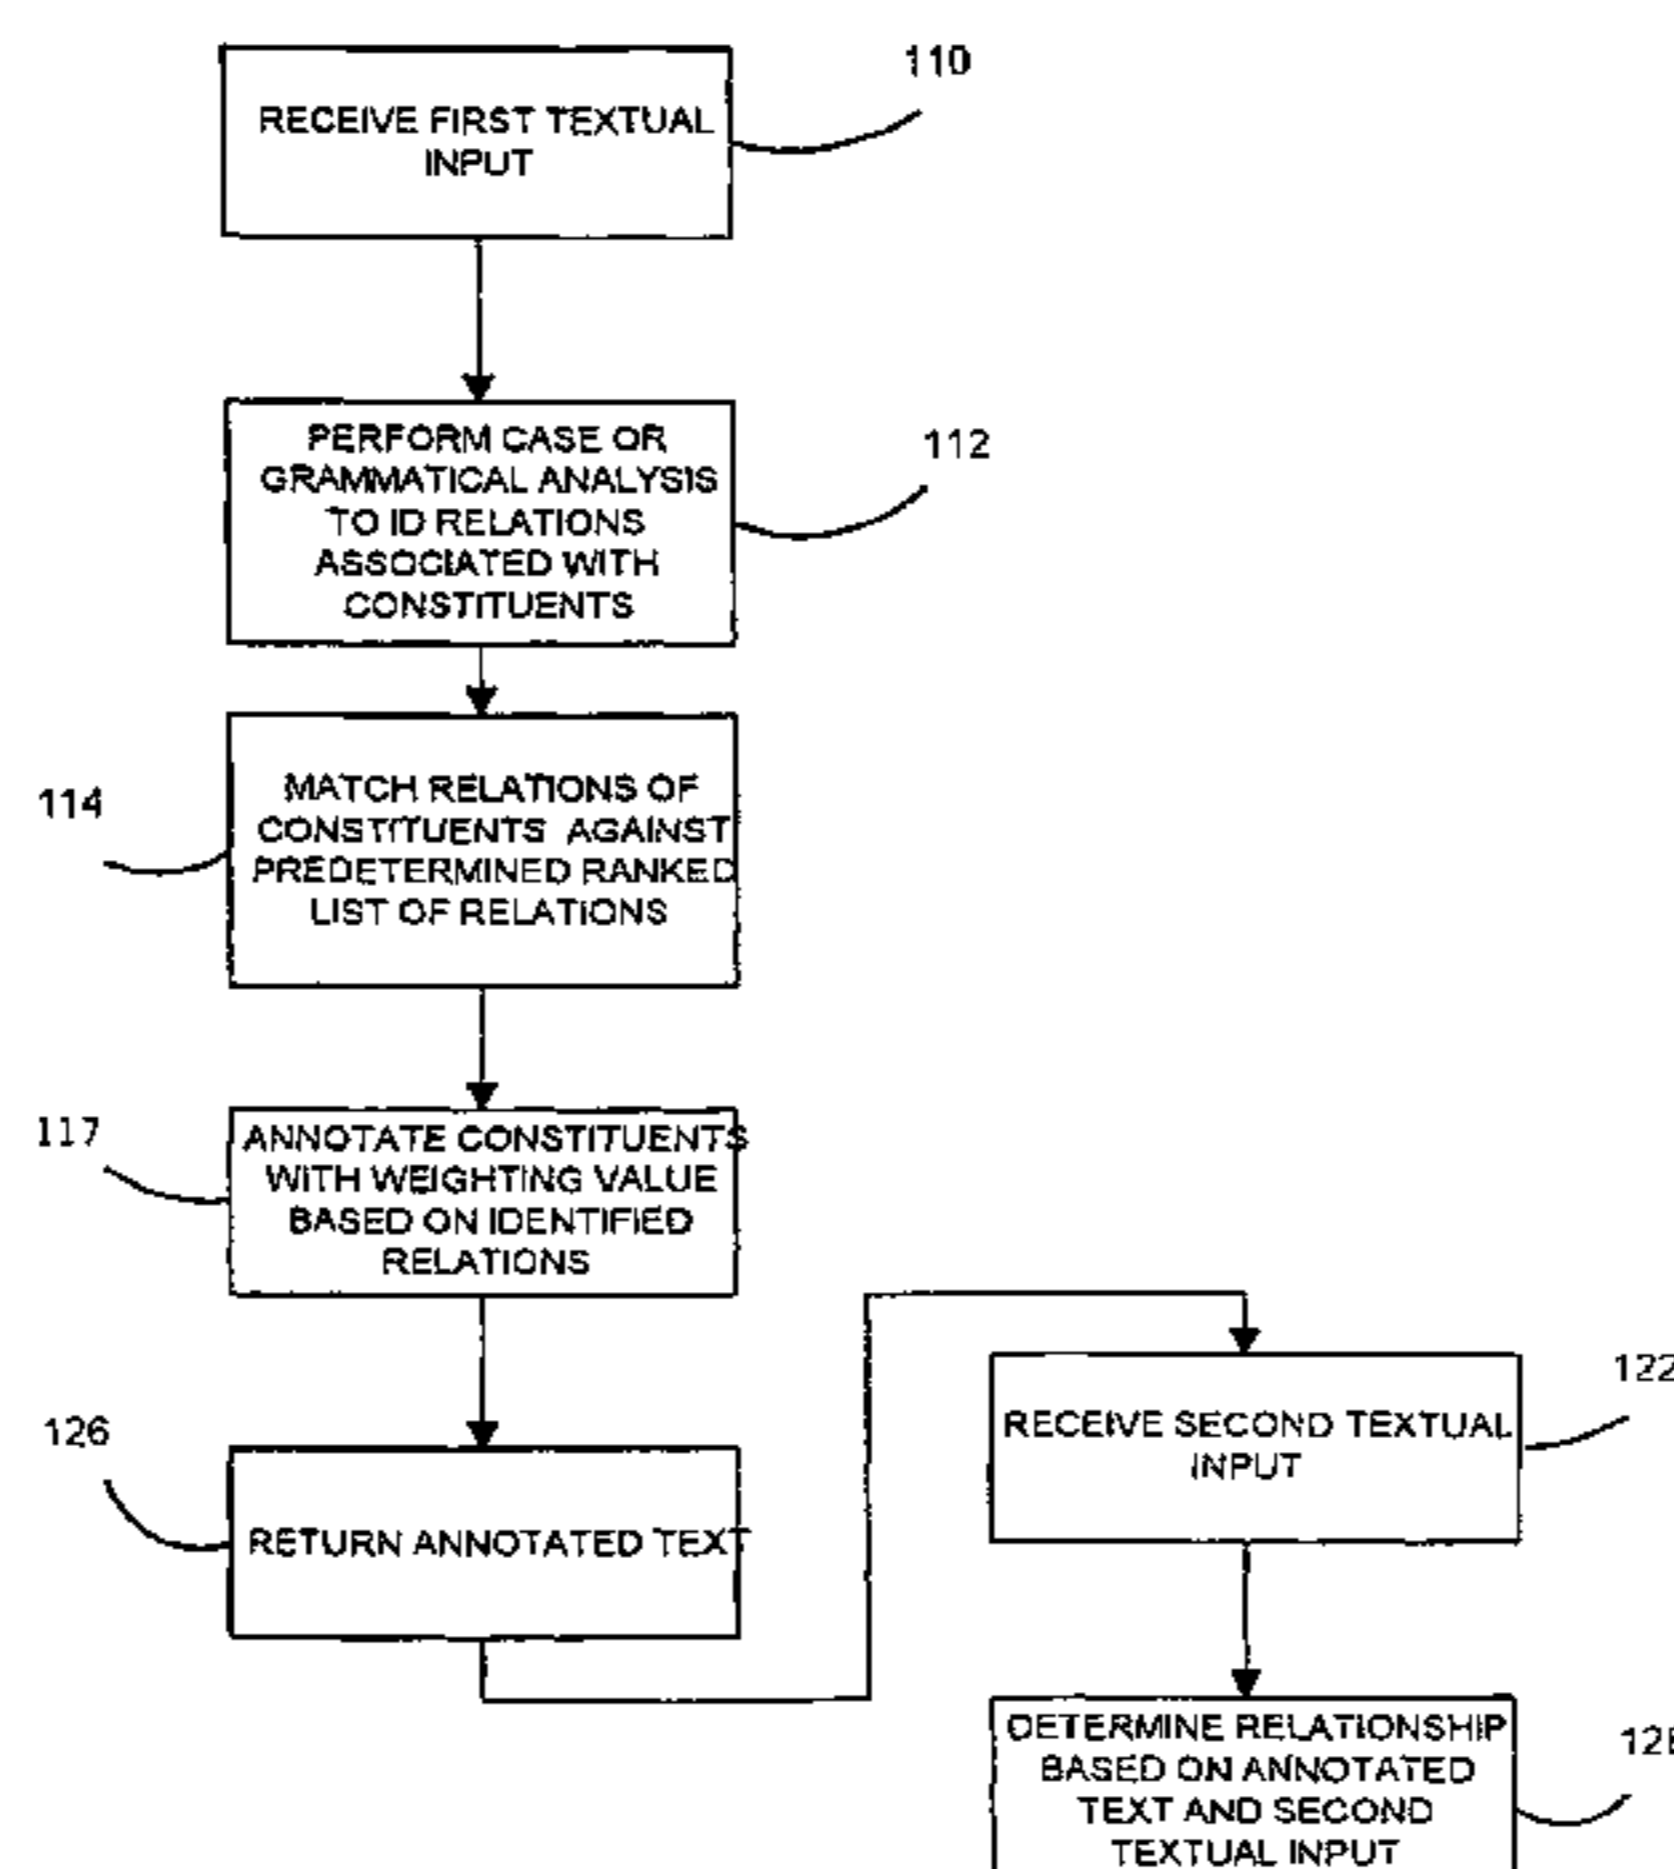 110
RECEIVE FIRST TEXTUAL
INPUT
112
PERFORM CASE OR
GRAMMATICAL ANALYSIS
TO ID RELATIONS
ASSOCIATED WITH
CONSTITUENTS
114
MATCH RELATIONS OF
CONSTITUENTS AGAINST
PREDETERMINED RANKED
LIST OF RELATIONS
117
ANNOTATE CONSTITUENTS
WITH WEIGHTING VALUE
BASED ON IDENTIFIED
RELATIONS
126
RETURN ANNOTATED TEXT
122
RECEIVE SECOND TEXTUAL
INPUT
DETERMINE RELATIONSHIP
BASED ON ANNOTATED
TEXT AND SECOND
TEXTUAL INPUT